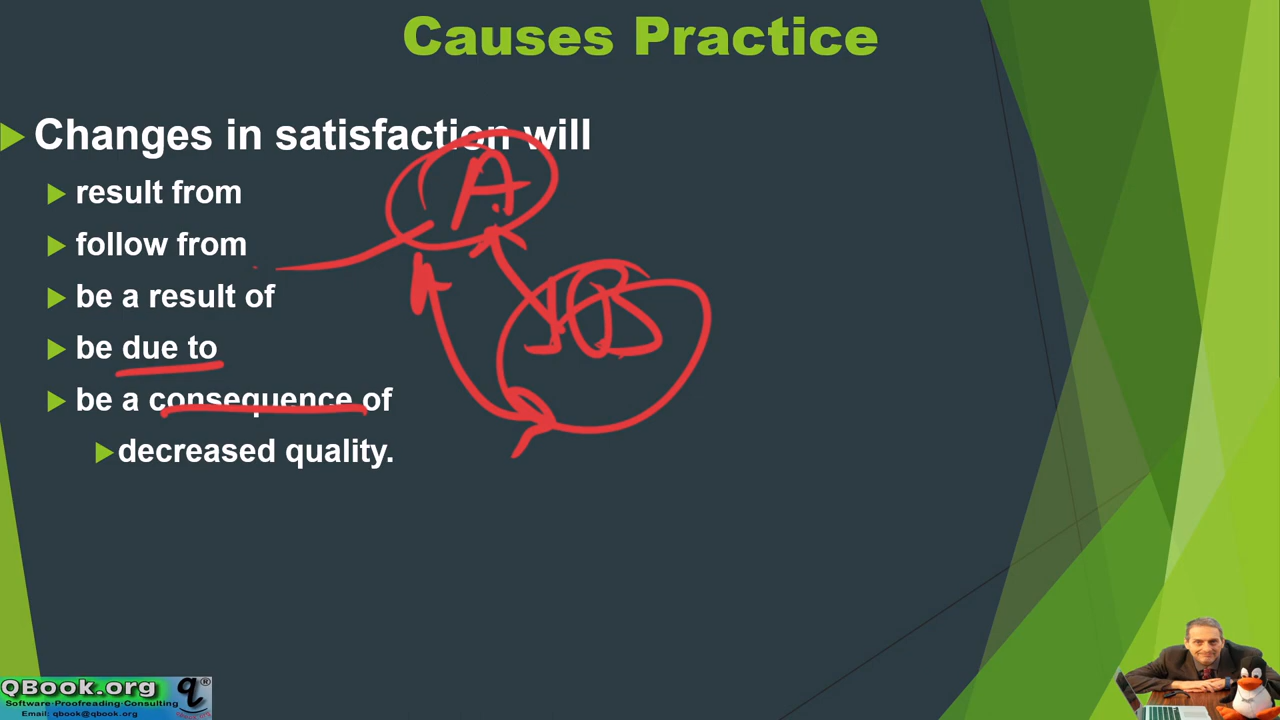 Causes Practice
Changes in satisfaction will
result from
follow from
A
be a result of
B
be due to
be a consequence of
decreased quality.
QBook.org
Software·Proofreading·Consulting
Email: qbook@qbook.org
q